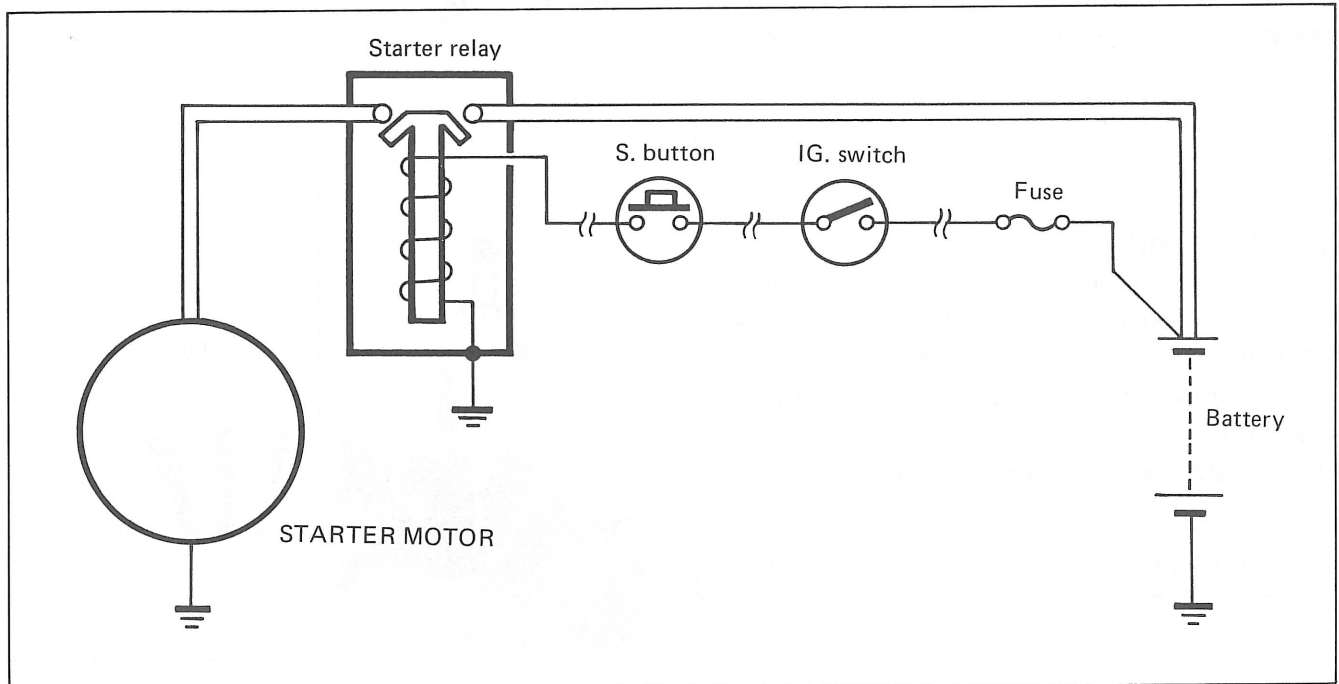 Starter relay
S. button
IG. switch
Fuse
Battery
STARTER MOTOR